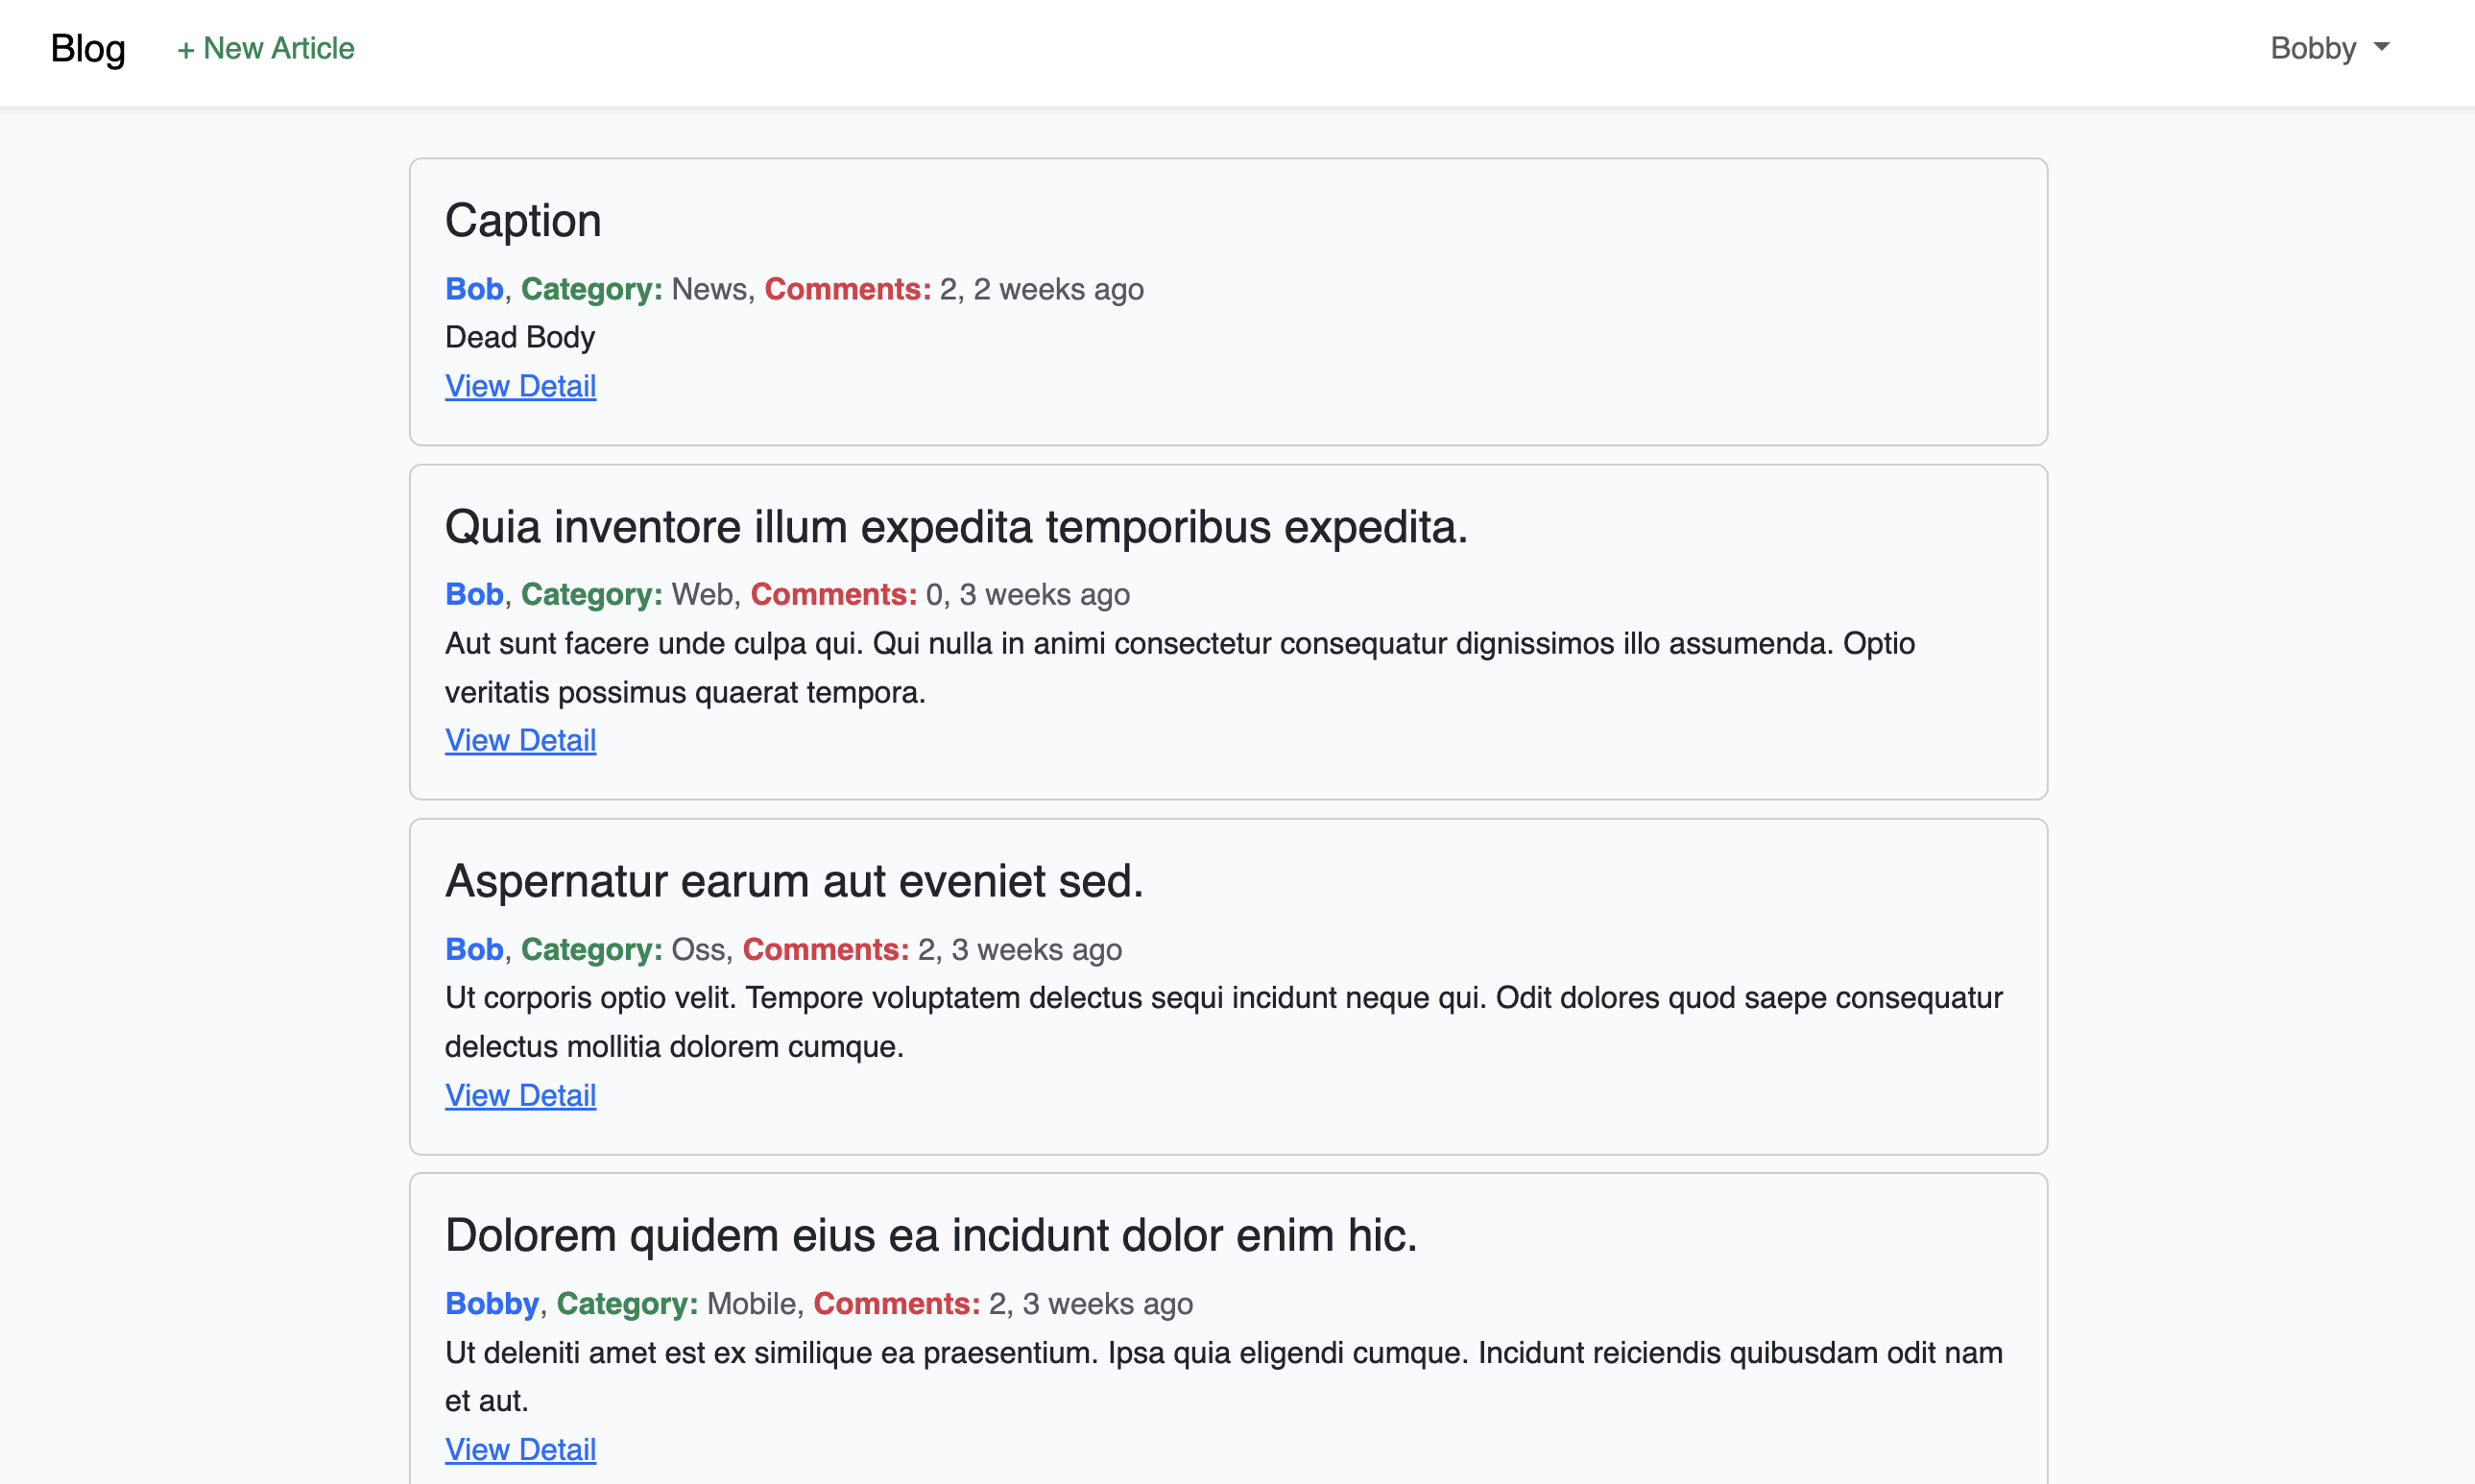 Blog + New Article Bobby
Caption
Bob, Category: News, Comments: 2, 2 weeks ago
Dead Body
View Detail
Quia inventore illum expedita temporibus expedita.
Bob, Category: Web, Comments: 0, 3 weeks ago
Aut sunt facere unde culpa qui. Qui nulla in animi consectetur consequatur dignissimos illo assumenda. Optio
veritatis possimus quaerat tempora.
View Detail
Aspernatur earum aut eveniet sed.
Bob, Category: Oss, Comments: 2, 3 weeks ago
Ut corporis optio velit. Tempore voluptatem delectus sequi incidunt neque qui. Odit dolores quod saepe consequatur
delectus mollitia dolorem cumque.
View Detail
Dolorem quidem eius ea incidunt dolor enim hic.
Bobby, Category: Mobile, Comments: 2, 3 weeks ago
Ut deleniti amet est ex similique ea praesentium. Ipsa quia eligendi cumque. Incidunt reiciendis quibusdam odit nam
et aut.
View Detail